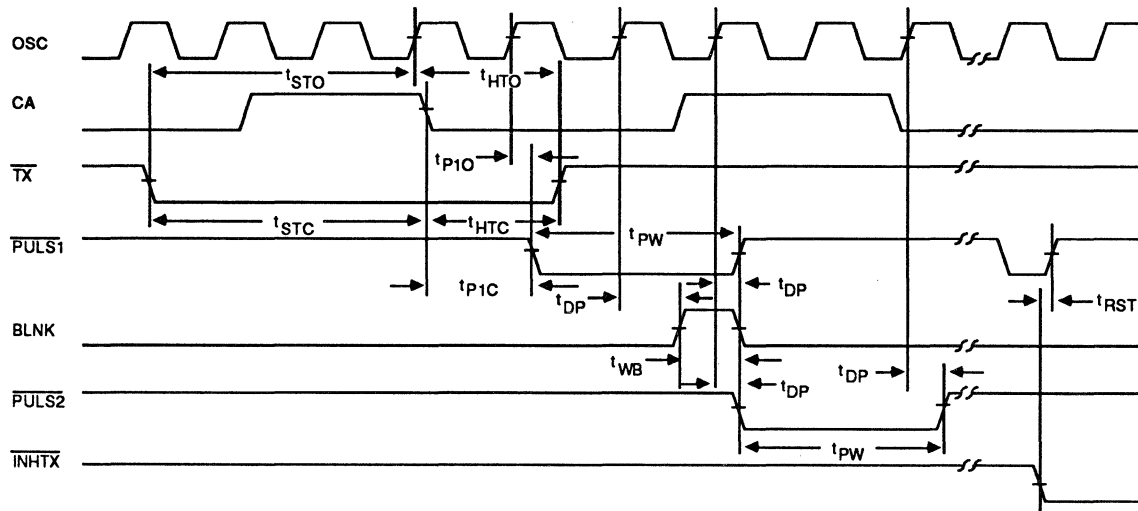 OSC
tSTO
tHTO
CA
tP1O
TX
tSTC
tHTC
PULS1
tPW
tP1C
tDP
tDP
tRST
BLNK
tWB
tDP
tDP
PULS2
tPW
INHTX